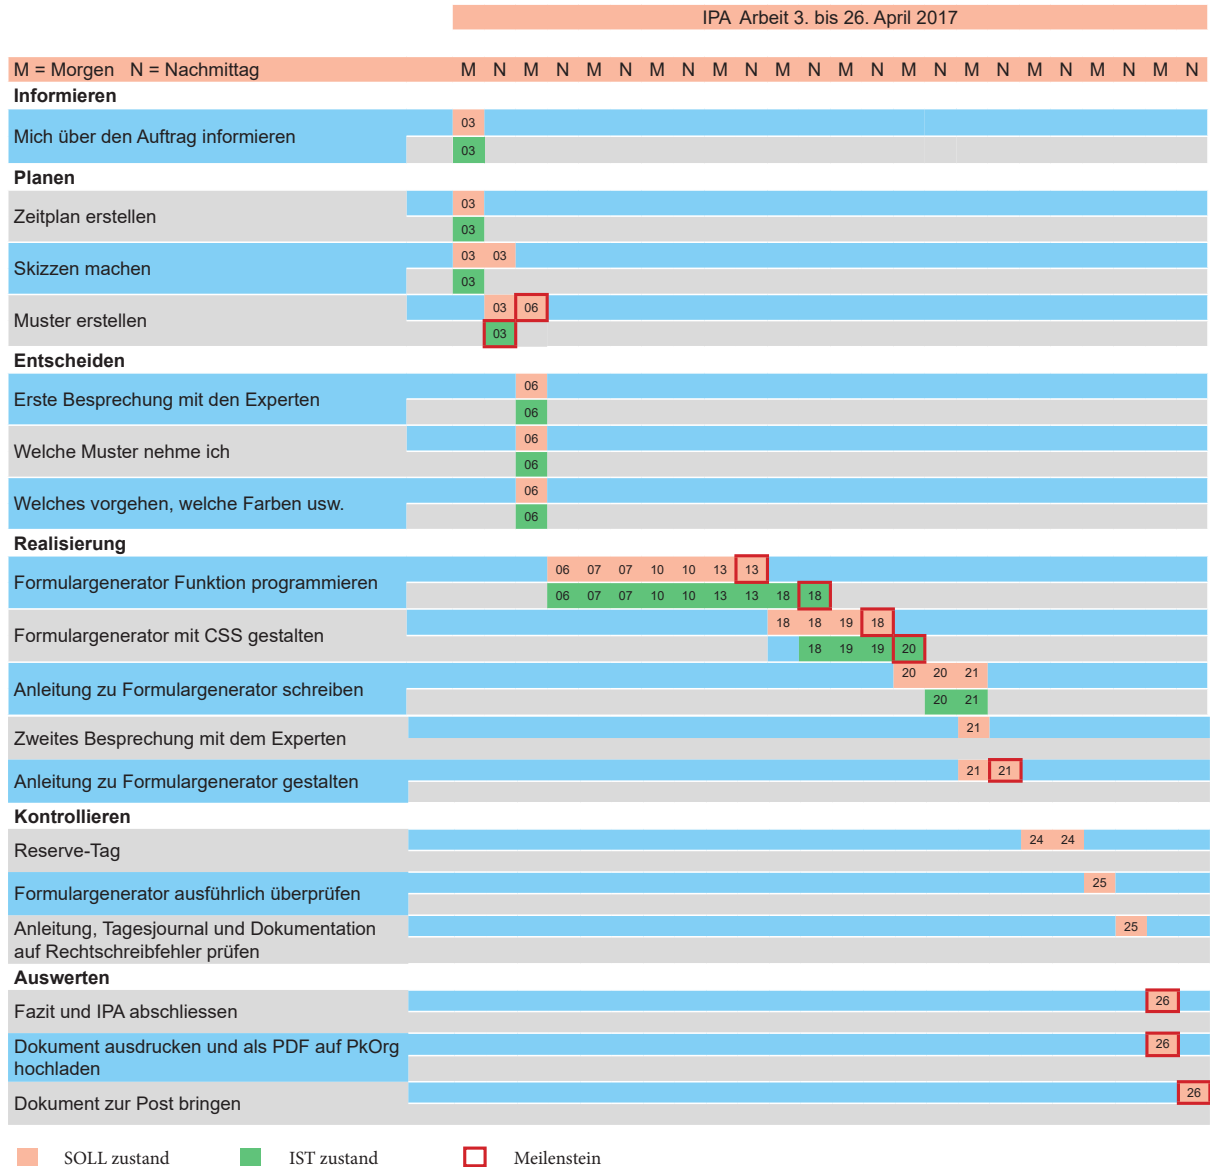 IPA Arbeit 3. bis 26. April 2017
M = Morgen N = Nachmittag M N M N M N M N M N M N M N M N M N M N M N M N
Informieren
03
Mich über den Auftrag informieren
03
Planen
03
Zeitplan erstellen
03
03 03
Skizzen machen
03
03 06
Muster erstellen
03
Entscheiden
06
Erste Besprechung mit den Experten
06
06
Welche Muster nehme ich
06
06
Welches vorgehen, welche Farben usw.
06
Realisierung
06 07 07 10 10 13 13
Formulargenerator Funktion programmieren
06 07 07 10 10 13 13 18 18
18 18 19 18
Formulargenerator mit CSS gestalten
18 19 19 20
20 20 21
Anleitung zu Formulargenerator schreiben
20 21
21
Zweites Besprechung mit dem Experten
21 21
Anleitung zu Formulargenerator gestalten
Kontrollieren
24 24
Reserve-Tag
25
Formulargenerator ausführlich überprüfen
Anleitung, Tagesjournal und Dokumentation 25
auf Rechtschreibfehler prüfen
Auswerten
26
Fazit und IPA abschliessen
Dokument ausdrucken und als PDF auf PkOrg 26
hochladen
26
Dokument zur Post bringen
SOLL zustand IST zustand Meilenstein